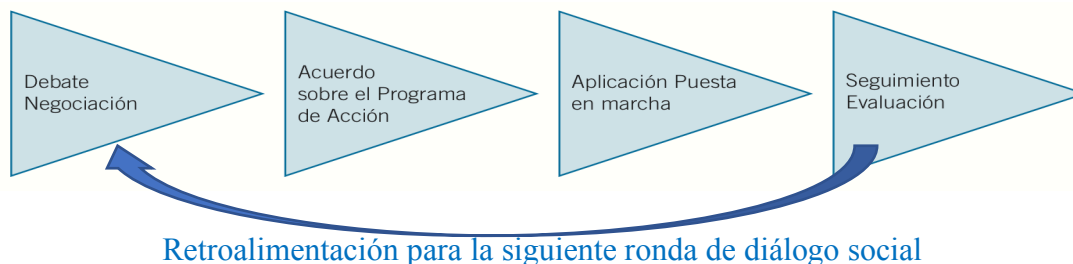 Debate
Negociación
Acuerdo
sobre el Programa
de Acción
Aplicación Puesta
en marcha
Seguimiento
Evaluación
Retroalimentación para la siguiente ronda de diálogo social